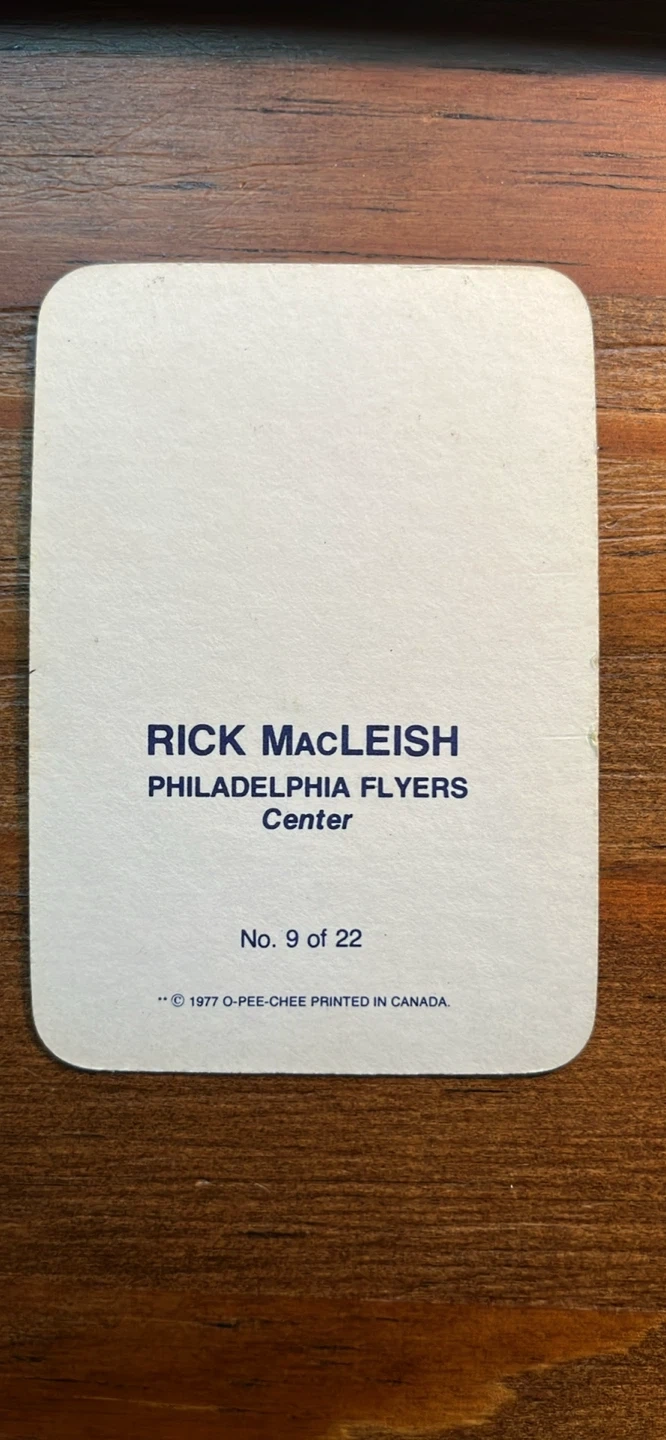 RICK MacLEISH
PHILADELPHIA FLYERS
Center
No. 9 of 22
** © 1977 O-PEE-CHEE PRINTED IN CANADA.